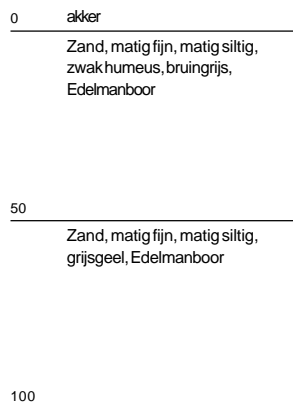 0 akker
Zand, matig fijn, matig siltig,
zwak humeus, bruingrijs,
Edelmanboor
50
Zand, matig fijn, matig siltig,
grijsgeel, Edelmanboor
100